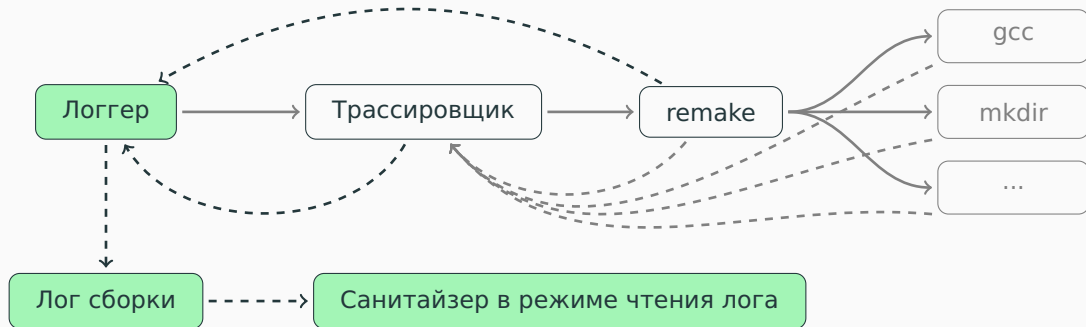 gcc
Логгер
Трассировщик
remake
mkdir
...
Лог сборки
Санитайзер в режиме чтения лога